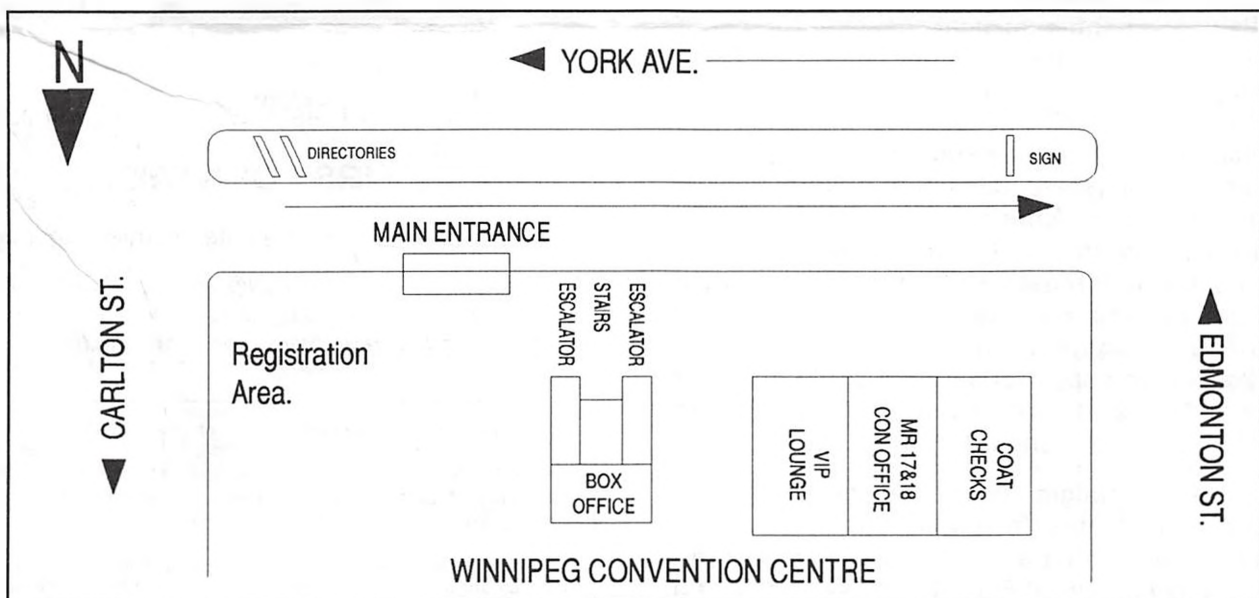 N
YORK AVE.
DIRECTORIES
SIGN
MAIN ENTRANCE
CARLTON ST.
Registration
Area.
ESCALATOR
STAIRS
ESCALATOR
BOX
OFFICE
VIP
LOUNGE
MR 17&18
CON OFFICE
COAT
CHECKS
EDMONTON ST.
WINNIPEG CONVENTION CENTRE